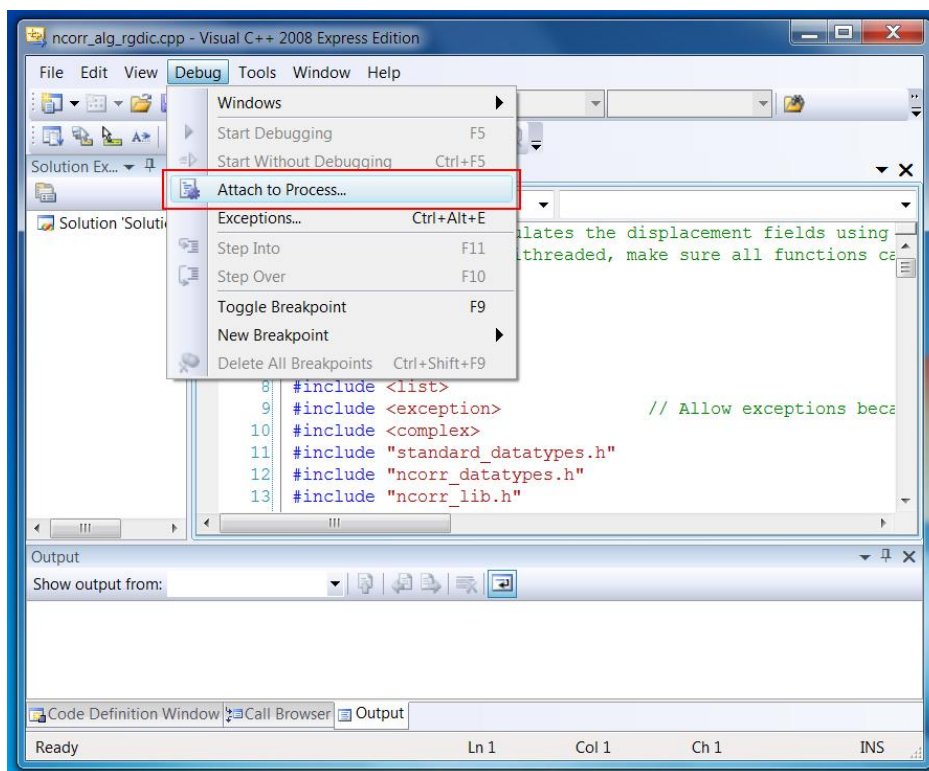 ncorr_alg_rgdic.cpp - Visual C++ 2008 Express Edition
File Edit View Debug Tools Window Help
Windows
Start Debugging F5
Solution Ex...
Start Without Debugging Ctrl+F5
Attach to Process...
Solution 'Soluti
Exceptions... Ctrl+Alt+E
lates the displacement fields using
Step Into F11
threaded, make sure all functions ca
Step Over F10
Toggle Breakpoint F9
New Breakpoint
Delete All Breakpoints Ctrl+Shift+F9
8 #include <list>
9 #include <exception> // Allow exceptions beca
10 #include <complex>
11 #include "standard_datatypes.h"
12 #include "ncorr_datatypes.h"
13 #include "ncorr_lib.h"
Output
Show output from:
Code Definition Window Call Browser Output
Ready Ln 1 Col 1 Ch 1 INS